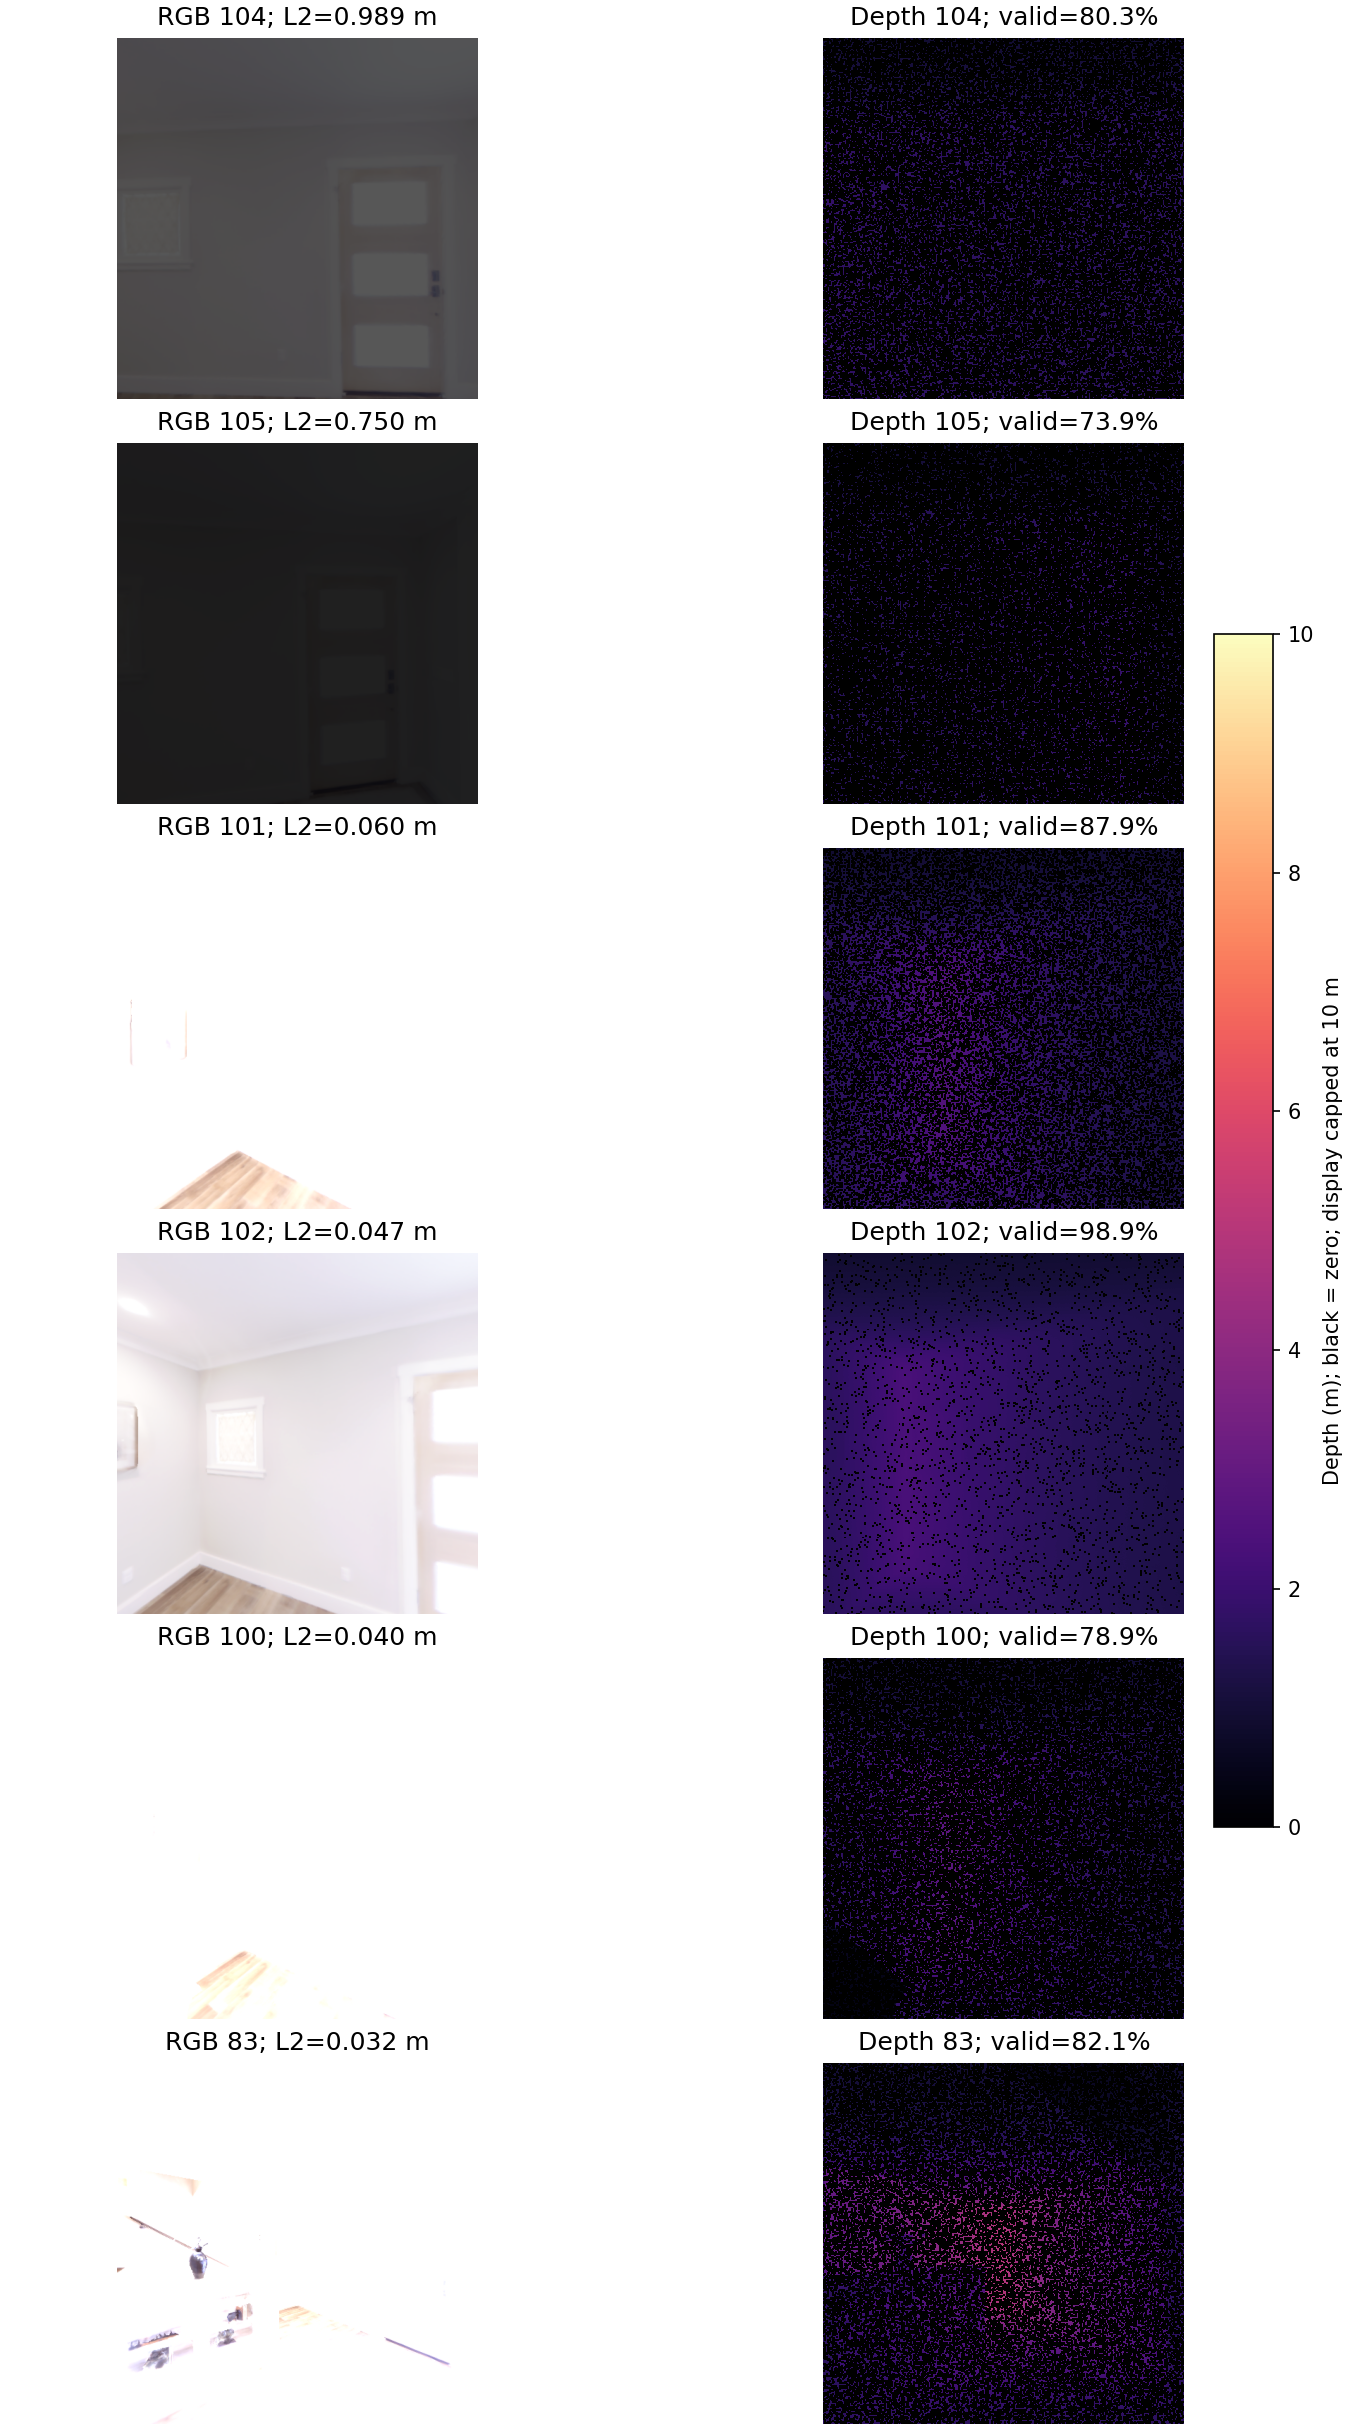 RGB 104; L2=0.989 m
Depth 104; valid=80.3%
RGB 105; L2=0.750 m
Depth 105; valid=73.9%
RGB 101; L2=0.060 m
Depth 101; valid=87.9%
RGB 102; L2=0.047 m
Depth 102; valid=98.9%
RGB 100; L2=0.040 m
Depth 100; valid=78.9%
RGB 83; L2=0.032 m
Depth 83; valid=82.1%
10
8
6
4
2
0
Depth (m); black = zero; display capped at 10 m